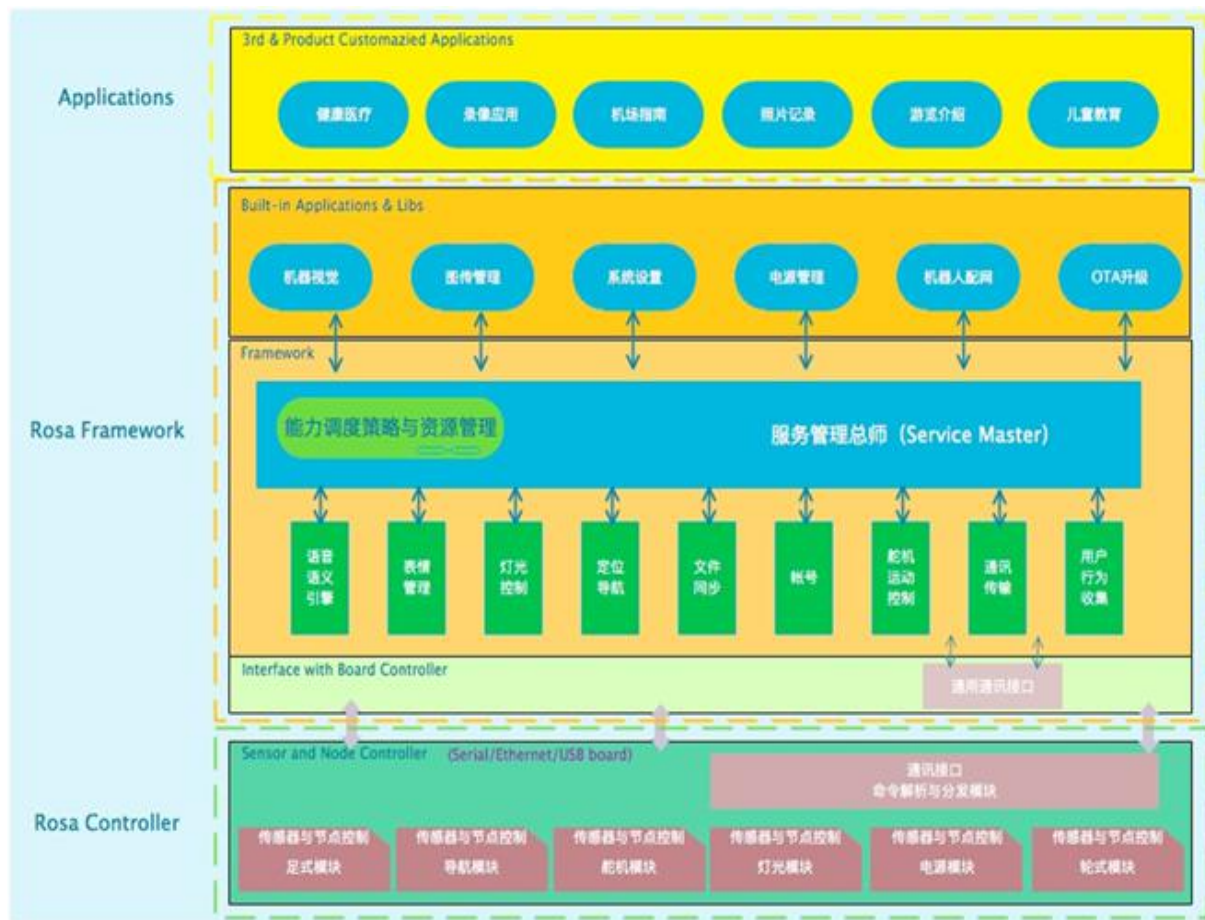 3rd & Product Customazied Applications
Applications
健康医疗
录像应用
机场指南
照片记录
游览介绍
儿童教育
Built-in Applications & Libs
机器视觉
图传管理
系统设置
电源管理
机器人配网
OTA升级
Framework
Rosa Framework
能力调度策略与资源管理
服务管理总师（Service Master）
语音
语义
引擎
表情
管理
灯光
控制
定位
导航
文件
同步
帐号
舵机
运动
控制
通讯
传输
用户
行为
收集
Interface with Board Controller
通用通讯接口
Sensor and Node Controller (Serial/Ethernet/USB board)
通讯接口
命令解析与分发模块
Rosa Controller
传感器与节点控制
足式模块
传感器与节点控制
导航模块
传感器与节点控制
舵机模块
传感器与节点控制
灯光模块
传感器与节点控制
电源模块
传感器与节点控制
轮式模块